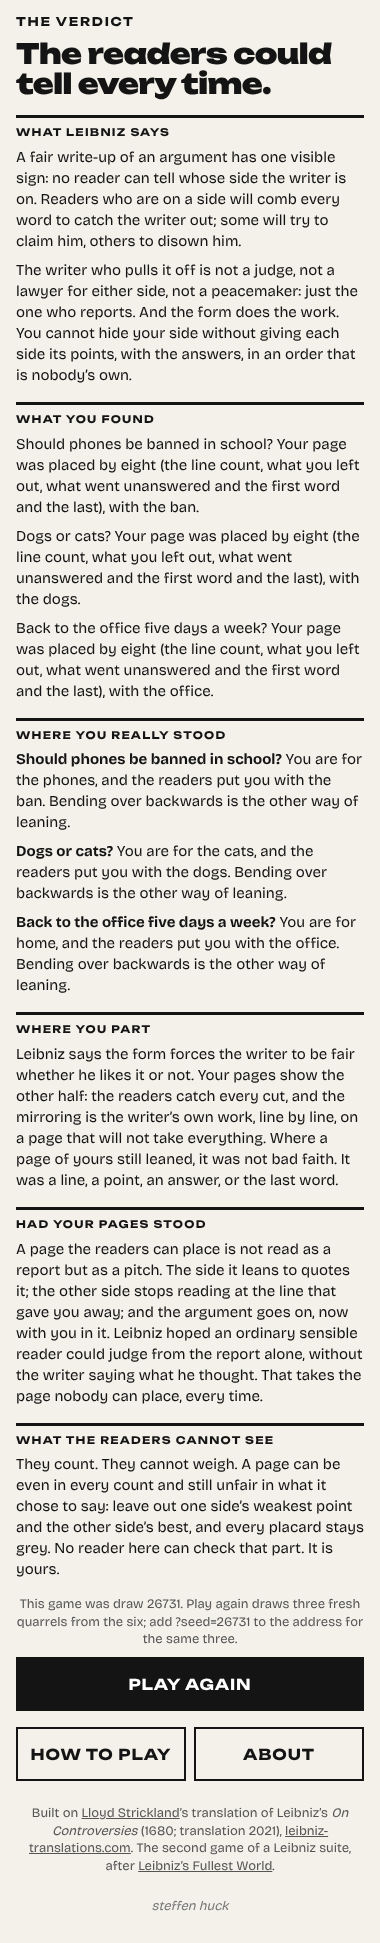 THE VERDICT
The readers could
tell every time.
WHAT LEIBNIZ SAYS
A fair write-up of an argument has one visible
sign: no reader can tell whose side the writer is
on. Readers who are on a side will comb every
word to catch the writer out; some will try to
claim him, others to disown him.
The writer who pulls it off is not a judge, not a
lawyer for either side, not a peacemaker: just the
one who reports. And the form does the work.
You cannot hide your side without giving each
side its points, with the answers, in an order that
is nobody's own.
WHAT YOU FOUND
Should phones be banned in school? Your page
was placed by eight (the line count, what you left
out, what went unanswered and the first word
and the last), with the ban.
Dogs or cats? Your page was placed by eight (the
line count, what you left out, what went
unanswered and the first word and the last), with
the dogs.
Back to the office five days a week? Your page
was placed by eight (the line count, what you left
out, what went unanswered and the first word
and the last), with the office.
WHERE YOU REALLY STOOD
Should phones be banned in school? You are for
the phones, and the readers put you with the
ban. Bending over backwards is the other way of
leaning.
Dogs or cats? You are for the cats, and the
readers put you with the dogs. Bending over
backwards is the other way of leaning.
Back to the office five days a week? You are for
home, and the readers put you with the office.
Bending over backwards is the other way of
leaning.
WHERE YOU PART
Leibniz says the form forces the writer to be fair
whether he likes it or not. Your pages show the
other half: the readers catch every cut, and the
mirroring is the writer's own work, line by line, on
a page that will not take everything. Where a
page of yours still leaned, it was not bad faith. It
was a line, a point, an answer, or the last word.
HAD YOUR PAGES STOOD
A page the readers can place is not read as a
report but as a pitch. The side it leans to quotes
it; the other side stops reading at the line that
gave you away; and the argument goes on, now
with you in it. Leibniz hoped an ordinary sensible
reader could judge from the report alone, without
the writer saying what he thought. That takes the
page nobody can place, every time.
WHAT THE READERS CANNOT SEE
They count. They cannot weigh. A page can be
even in every count and still unfair in what it
chose to say: leave out one side's weakest point
and the other side's best, and every placard stays
grey. No reader here can check that part. It is
yours.
This game was draw 26731. Play again draws three fresh
quarrels from the six; add ?seed=26731 to the address for
the same three.
PLAY AGAIN
HOW TO PLAY
ABOUT
Built on Lloyd Strickland's translation of Leibniz's On
Controversies (1680; translation 2021), leibniz-
translations.com. The second game of a Leibniz suite,
after Leibniz's Fullest World.
steffen huck